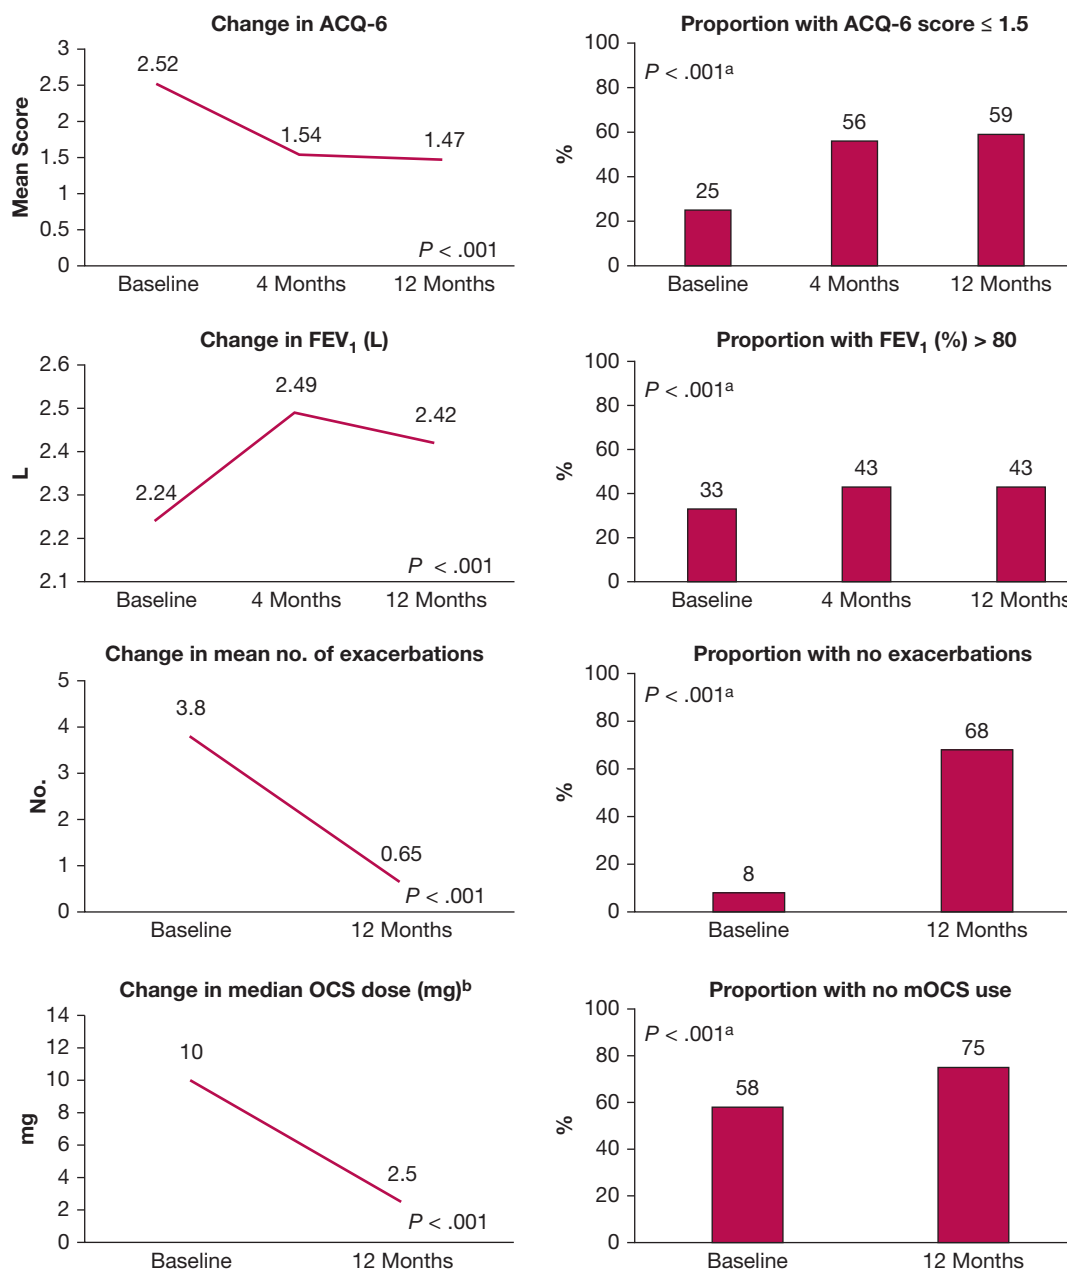 Change in ACQ-6
Mean Score
3
2.5
2
1.5
1
0.5
0
2.52
1.54
1.47
P < .001
Baseline
4 Months
12 Months
Proportion with ACQ-6 score ≤ 1.5
%
100
80
60
40
20
0
P < .001a
25
56
59
Baseline
4 Months
12 Months
Change in FEV1 (L)
L
2.6
2.5
2.4
2.3
2.2
2.1
2.24
2.49
2.42
P < .001
Baseline
4 Months
12 Months
Proportion with FEV1 (%) > 80
%
100
80
60
40
20
0
P < .001a
33
43
43
Baseline
4 Months
12 Months
Change in mean no. of exacerbations
No.
5
4
3
2
1
0
3.8
0.65
P < .001
Baseline
12 Months
Proportion with no exacerbations
%
100
80
60
40
20
0
P < .001a
8
68
Baseline
12 Months
Change in median OCS dose (mg)b
mg
14
12
10
8
6
4
2
0
10
2.5
P < .001
Baseline
12 Months
Proportion with no mOCS use
%
100
80
60
40
20
0
P < .001a
58
75
Baseline
12 Months